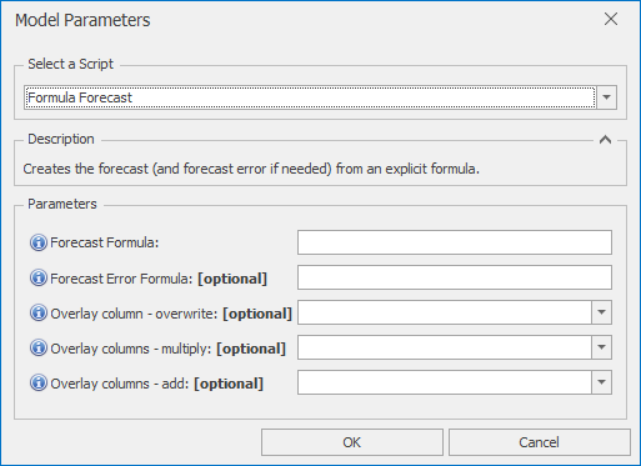 Model Parameters
Select a Script
Formula Forecast
Description
Creates the forecast (and forecast error if needed) from an explicit formula.
Parameters
Forecast Formula:
Forecast Error Formula: [optional]
Overlay column - overwrite: [optional]
Overlay columns - multiply: [optional]
Overlay columns - add: [optional]
OK
Cancel